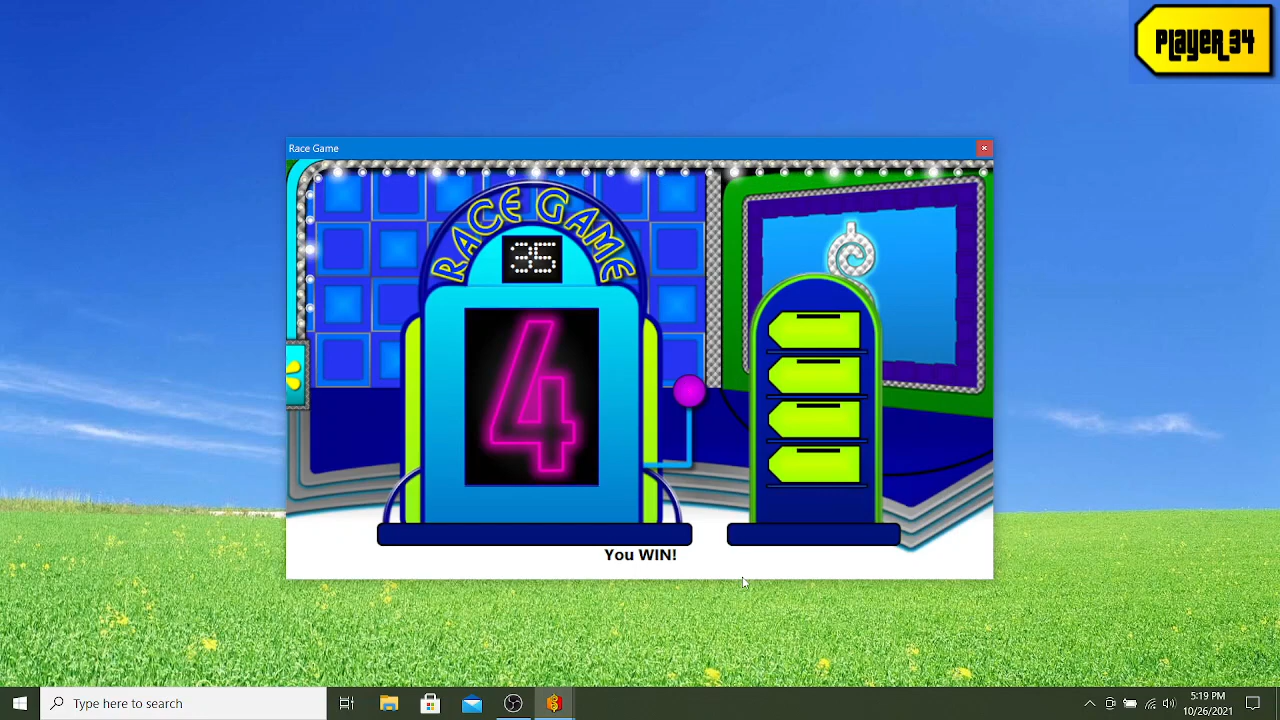 PLAYER 34
Race Game
RACE GAME
35
4
You WIN!
Type here to search
5:19 PM
10/26/2021